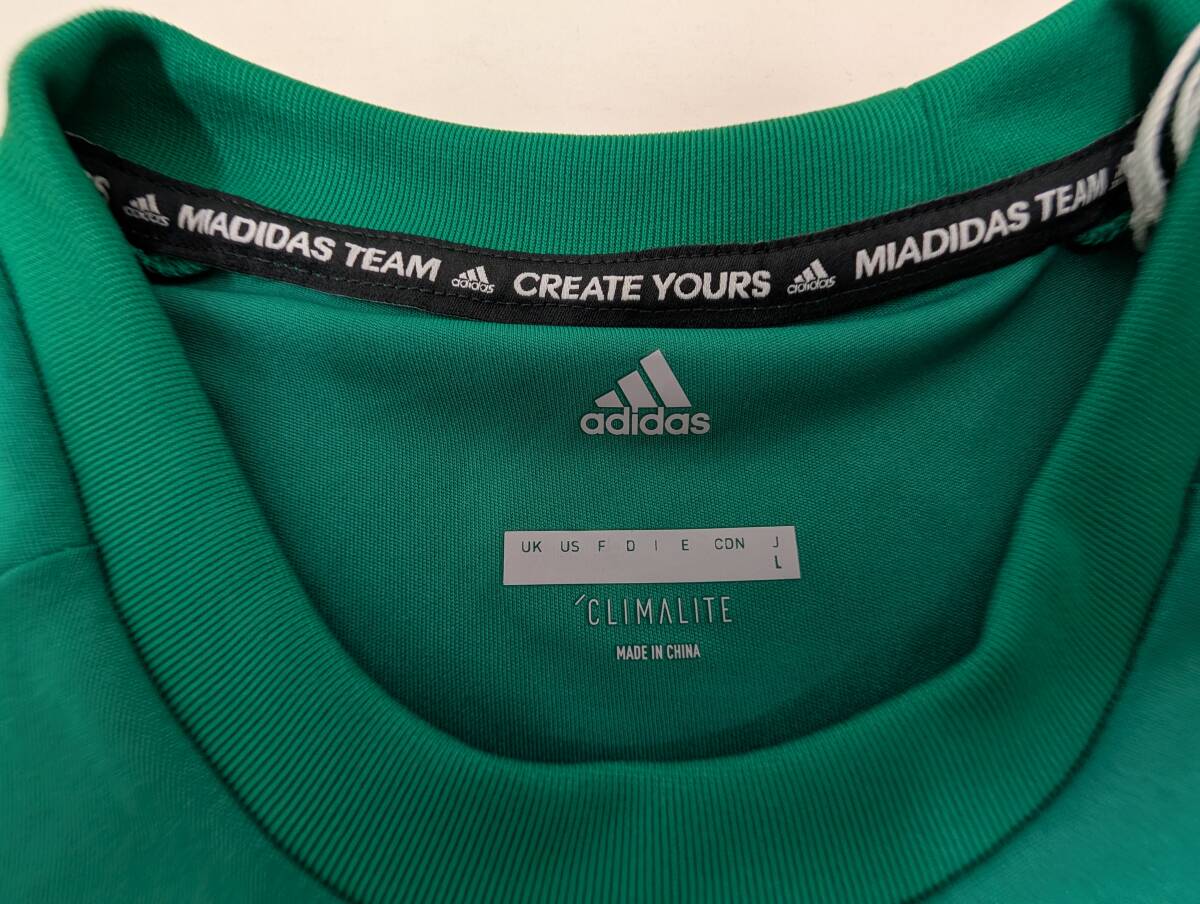 adidas MIADIDAS TEAM adidas CREATE YOURS adidas MIADIDAS TEAM
adidas
UK US F D I E CDN J
L
CLIMALITE
MADE IN CHINA